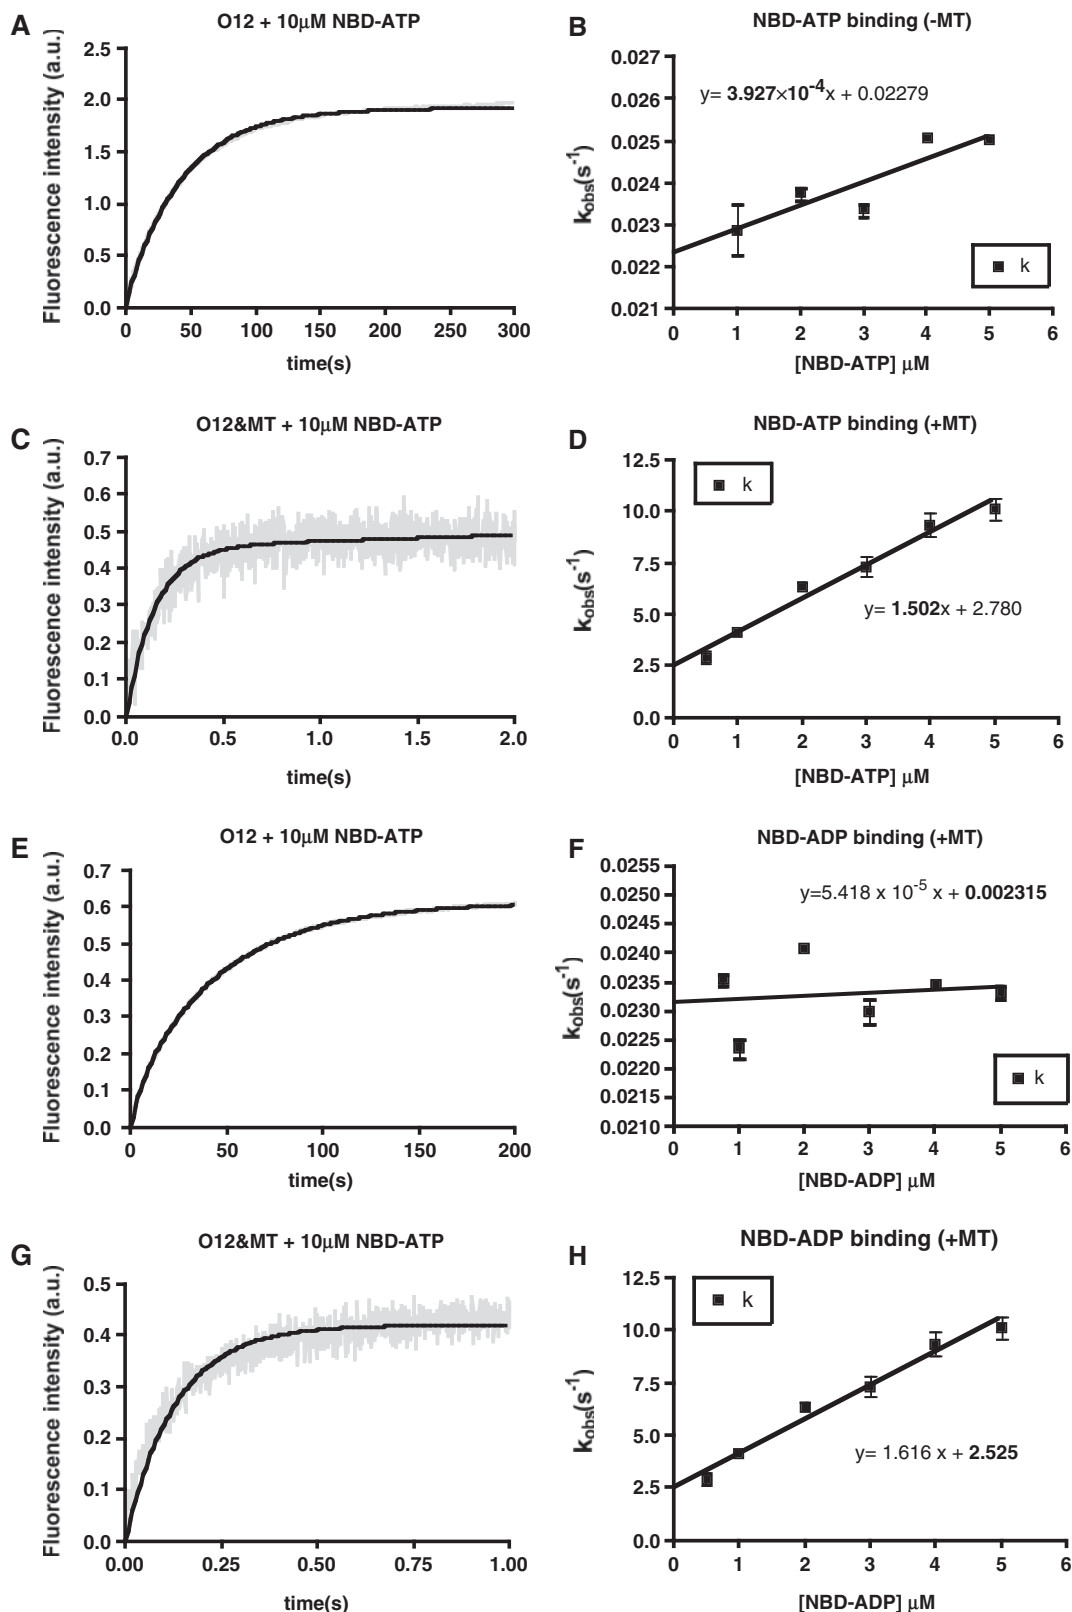 A
O12 + 10μM NBD-ATP
Fluorescence intensity (a.u.)
2.5
2.0
1.5
1.0
0.5
0.0
0 50 100 150 200 250 300
time(s)
B
NBD-ATP binding (-MT)
kobs(s-1)
0.027
0.026
0.025
0.024
0.023
0.022
0.021
y= 3.927×10-4x + 0.02279
k
0 1 2 3 4 5 6
[NBD-ATP] μM
C
O12&MT + 10μM NBD-ATP
Fluorescence intensity (a.u.)
0.7
0.6
0.5
0.4
0.3
0.2
0.1
0.0
0.0 0.5 1.0 1.5 2.0
time(s)
D
NBD-ATP binding (+MT)
kobs(s-1)
12.5
10.0
7.5
5.0
2.5
0.0
k
y= 1.502x + 2.780
0 1 2 3 4 5 6
[NBD-ATP] μM
E
O12 + 10μM NBD-ATP
Fluorescence intensity (a.u.)
0.7
0.6
0.5
0.4
0.3
0.2
0.1
0.0
0 50 100 150 200
time(s)
F
NBD-ADP binding (+MT)
kobs(s-1)
0.0255
0.0250
0.0245
0.0240
0.0235
0.0230
0.0225
0.0220
0.0215
0.0210
y=5.418 x 10-5 x + 0.002315
k
0 1 2 3 4 5 6
[NBD-ADP] μM
G
O12&MT + 10μM NBD-ATP
Fluorescence intensity (a.u.)
0.5
0.4
0.3
0.2
0.1
0.0
0.00 0.25 0.50 0.75 1.00
time(s)
H
NBD-ADP binding (+MT)
kobs(s-1)
12.5
10.0
7.5
5.0
2.5
0.0
k
y= 1.616 x + 2.525
0 1 2 3 4 5 6
[NBD-ADP] μM